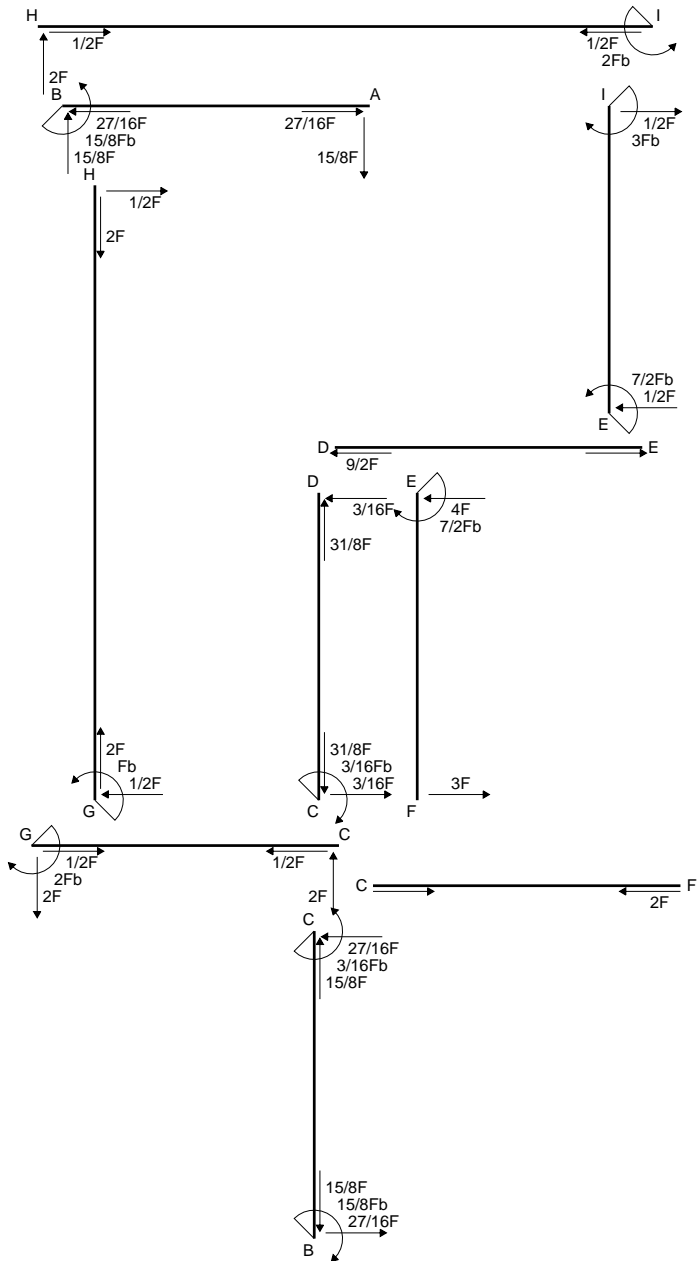 H I
1/2F 1/2F
2Fb
2F
B A I
27/16F 27/16F 1/2F
15/8Fb 3Fb
15/8F 15/8F
H
1/2F
2F
7/2Fb
1/2F
E
D E
9/2F
D E
3/16F 4F
7/2Fb
31/8F
2F 31/8F
Fb 3/16Fb
1/2F 3/16F 3F
G C F
G C
1/2F 1/2F
2Fb
2F 2F
C F
2F
C
27/16F
3/16Fb
15/8F
15/8F
15/8Fb
27/16F
B